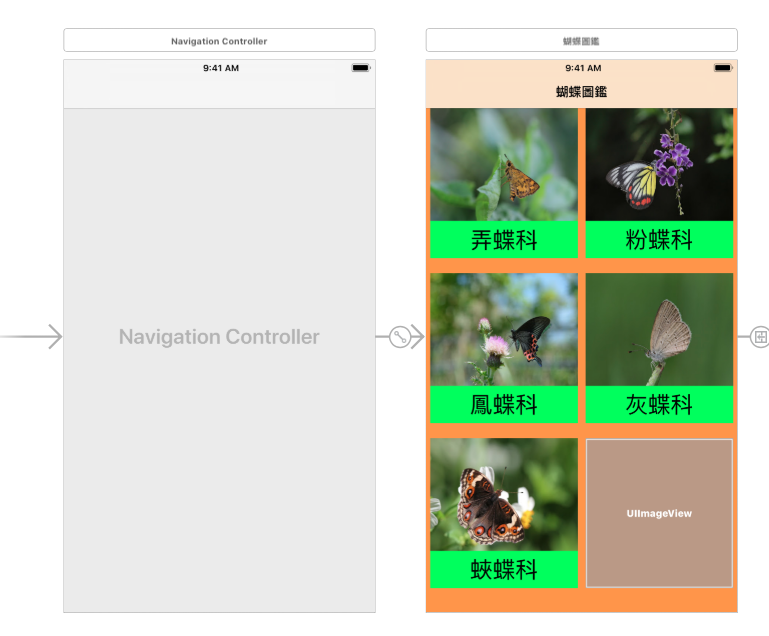 Navigation Controller
9:41 AM
Navigation Controller
蝴蝶圖鑑
9:41 AM
蝴蝶圖鑑
弄蝶科
粉蝶科
鳳蝶科
灰蝶科
蛺蝶科
UIImageView